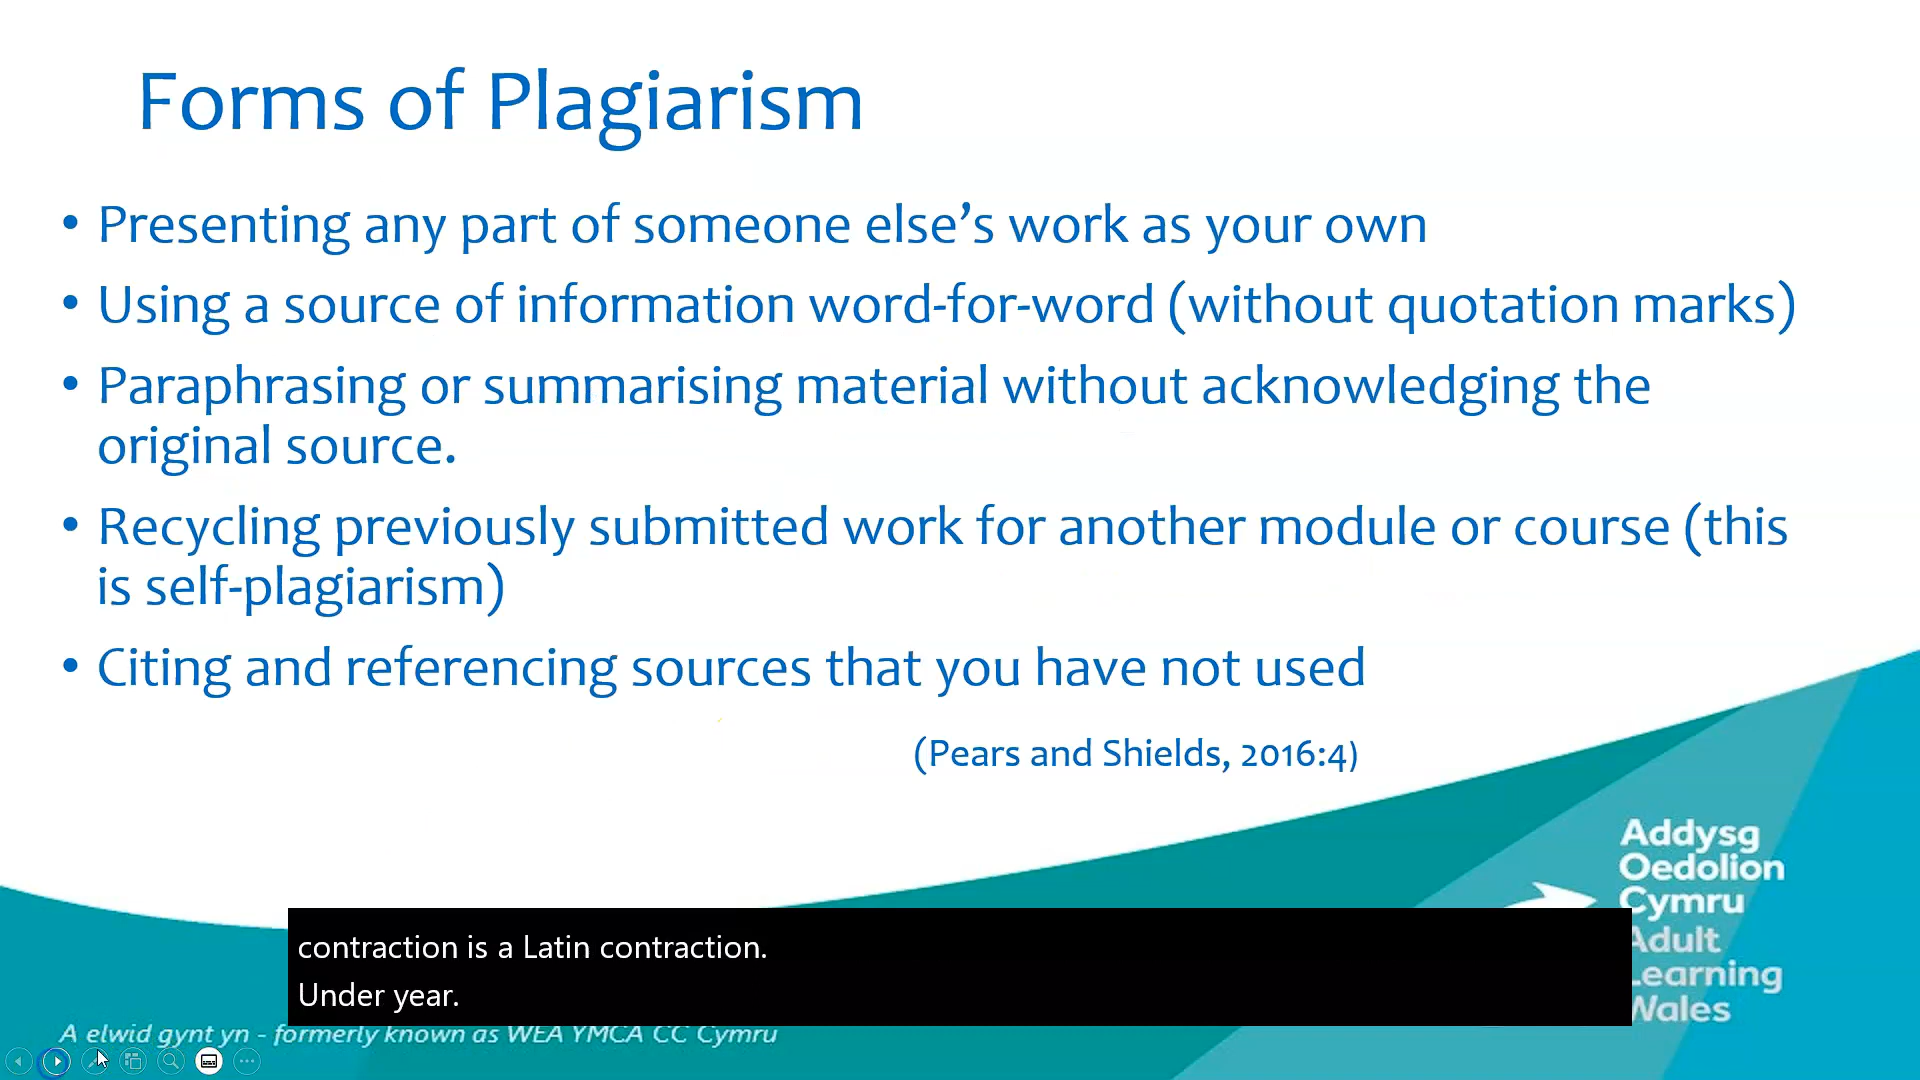 Forms of Plagiarism
• Presenting any part of someone else’s work as your own
• Using a source of information word-for-word (without quotation marks)
• Paraphrasing or summarising material without acknowledging the
original source.
• Recycling previously submitted work for another module or course (this
is self-plagiarism)
• Citing and referencing sources that you have not used
(Pears and Shields, 2016:4)
Addysg
Oedolion
Cymru
Adult
Learning
Wales
contraction is a Latin contraction.
Under year.
A elwid gynt yn - formerly known as WEA YMCA CC Cymru